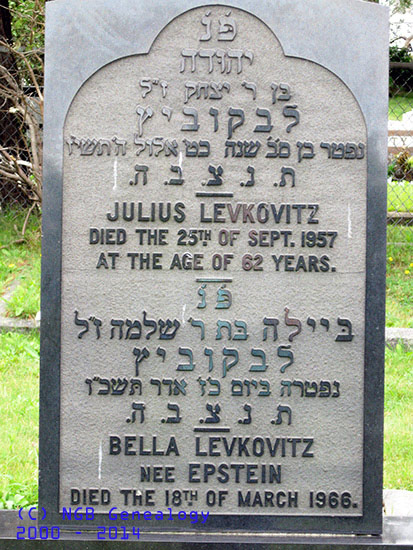 פ״נ
יהודה
בן ר׳ יצחק ז״ל
לבקוביץ
נפטר בן ס״ב שנה כט אלול ה׳תשי״ז
ת. נ. צ. ב. ה.
JULIUS LEVKOVITZ
DIED THE 25TH OF SEPT. 1957
AT THE AGE OF 62 YEARS.
פ״נ
ביילה בת ר׳ שלמה ז״ל
לבקוביץ
נפטרה ביום כ״ו אדר תשכ״ו
ת. נ. צ. ב. ה.
BELLA LEVKOVITZ
NEE EPSTEIN
DIED THE 18TH OF MARCH 1966.
(C) NGB Genealogy
2000 - 2014